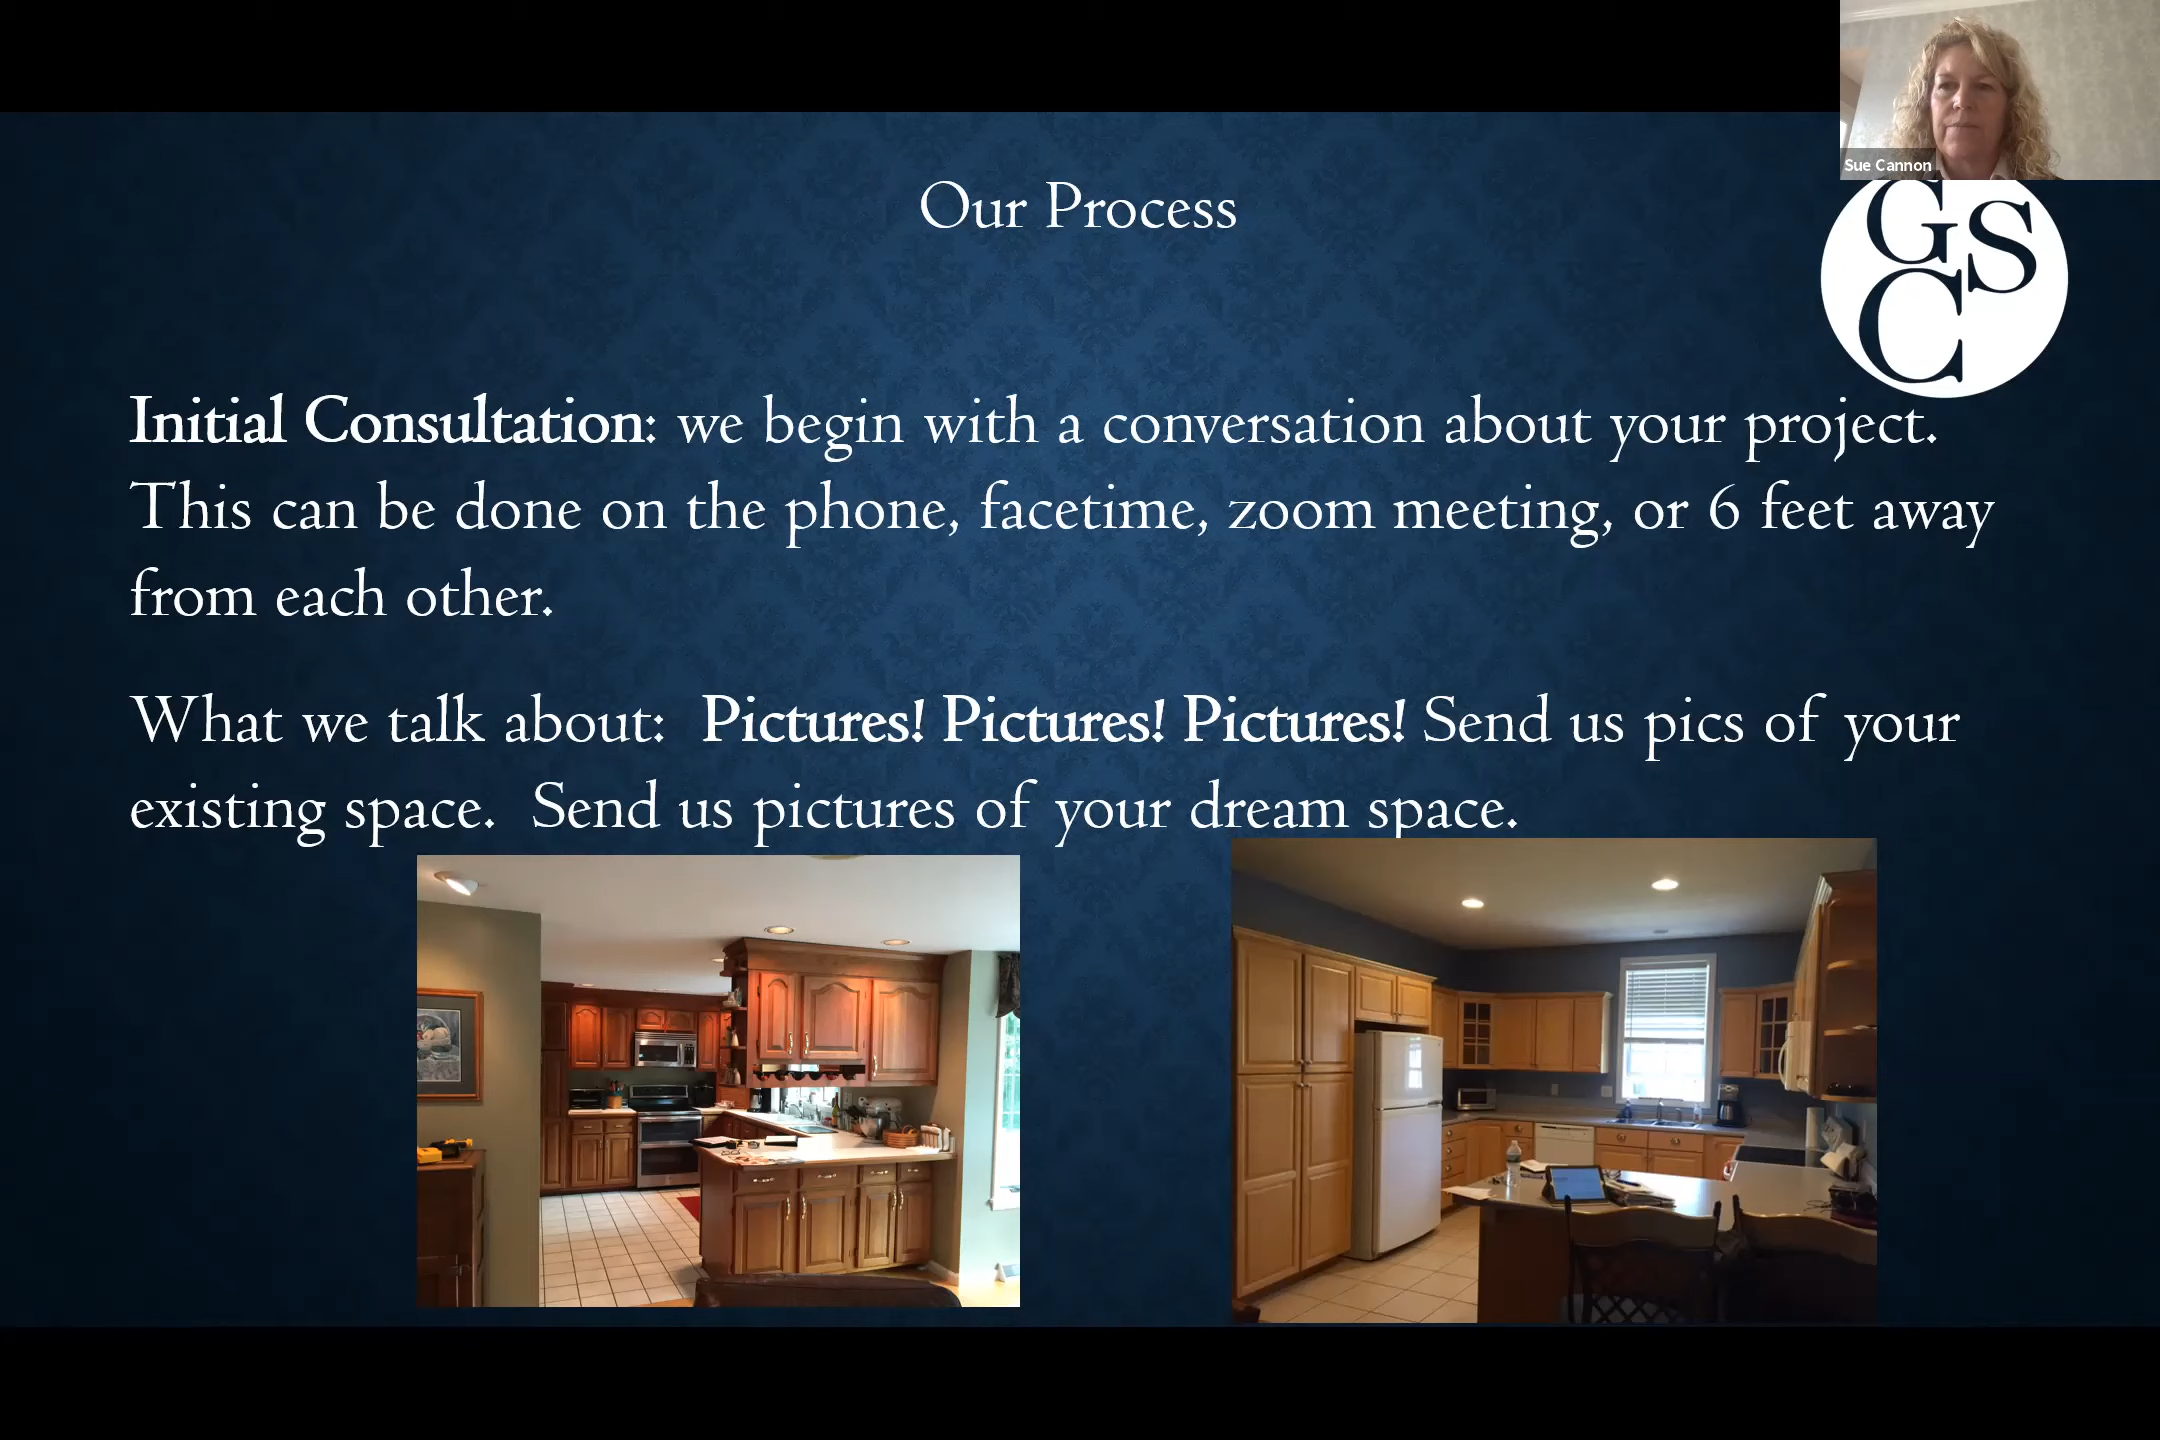 Sue Cannon
Our Process
G
S
C
Initial Consultation: we begin with a conversation about your project.
This can be done on the phone, facetime, zoom meeting, or 6 feet away
from each other.
What we talk about:  Pictures! Pictures! Pictures! Send us pics of your
existing space.  Send us pictures of your dream space.